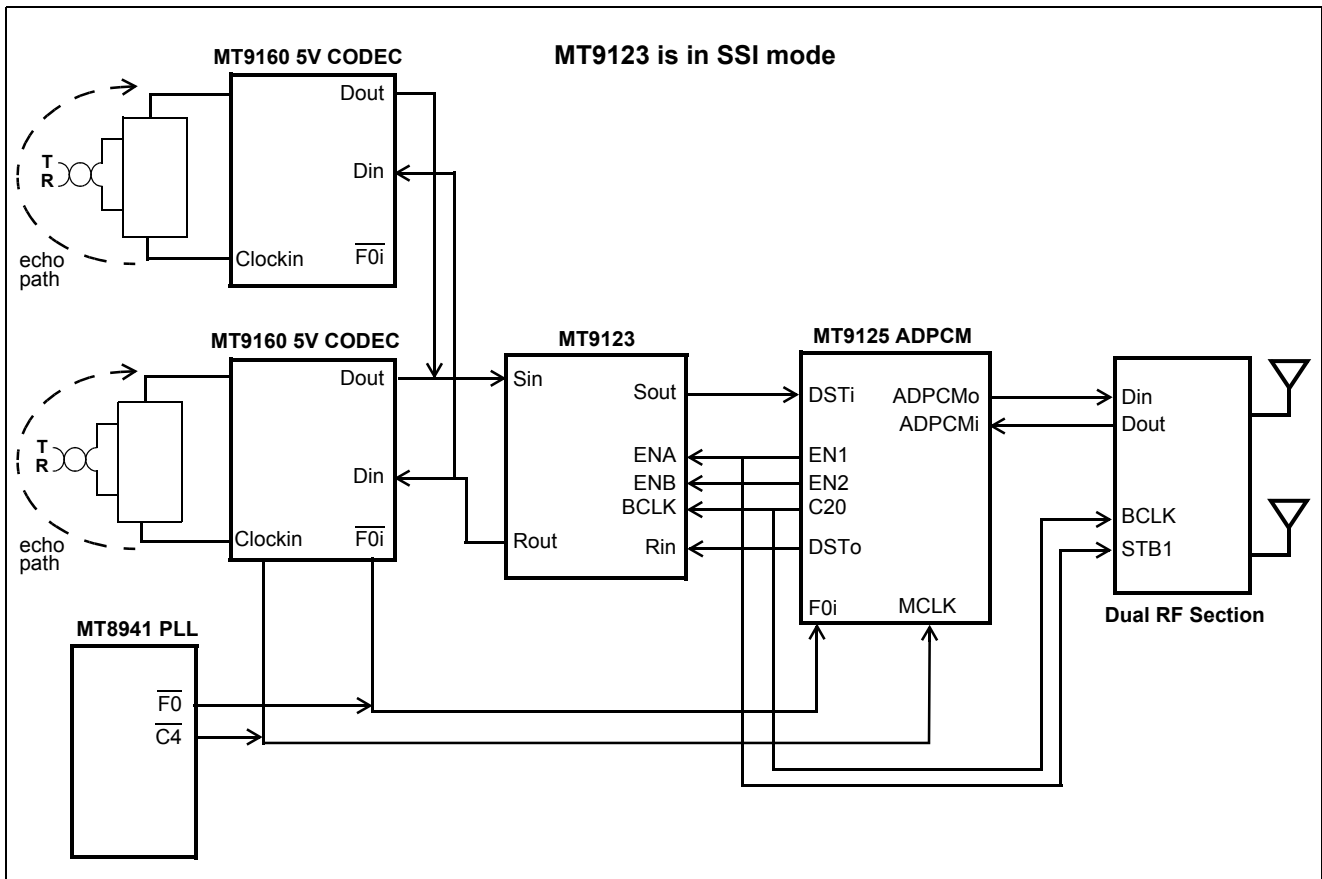 MT9123 is in SSI mode
MT9160 5V CODEC
Dout
Din
Clockin
F0i
T
R
echo
path
MT9160 5V CODEC
Dout
Din
Clockin
F0i
T
R
echo
path
MT9123
Sin
Sout
ENA
ENB
BCLK
Rout
Rin
MT9125 ADPCM
DSTi
ADPCMo
ADPCMi
EN1
EN2
C20
DSTo
F0i
MCLK
Din
Dout
BCLK
STB1
Dual RF Section
MT8941 PLL
F0
C4